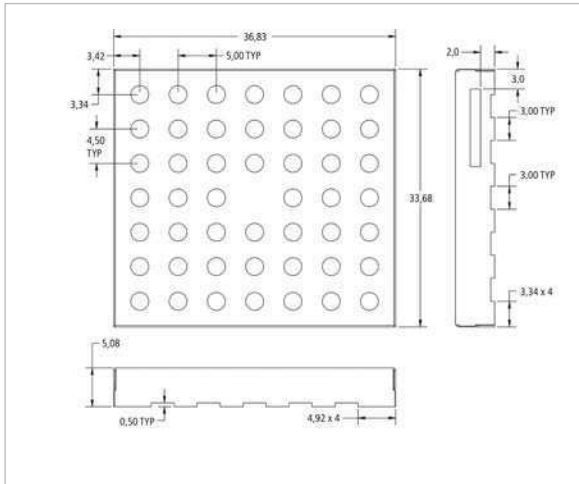 36,83
3,42
5,00 TYP
2,0
3,34
3,0
4,50
TYP
3,00 TYP
3,00 TYP
33,68
3,34 x 4
5,08
0,50 TYP
4,92 x 4